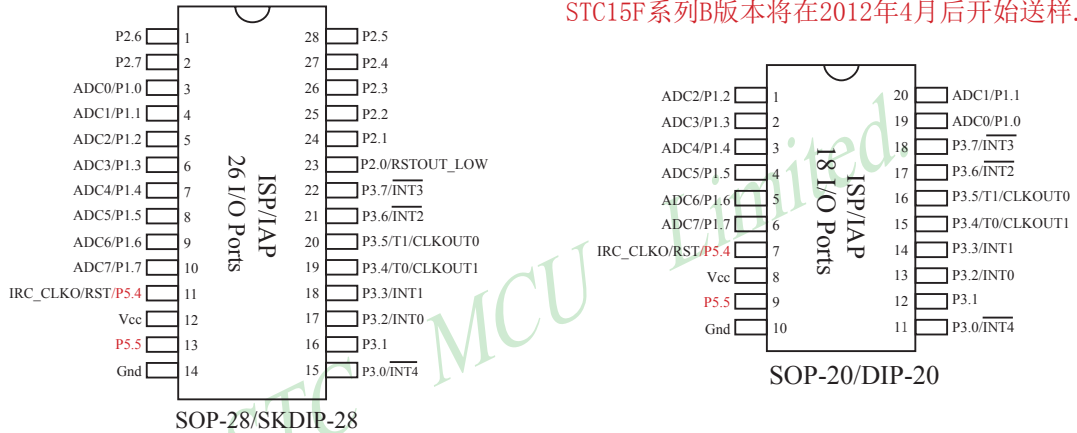 STC15F系列B版本将在2012年4月后开始送样.
P2.6 1 28 P2.5
P2.7 2 27 P2.4
ADC0/P1.0 3 26 P2.3
ADC1/P1.1 4 25 P2.2
ADC2/P1.2 5 24 P2.1
ADC3/P1.3 6 23 P2.0/RSTOUT_LOW
ADC4/P1.4 7 22 P3.7/INT3
ADC5/P1.5 8 21 P3.6/INT2
ADC6/P1.6 9 20 P3.5/T1/CLKOUT0
ADC7/P1.7 10 19 P3.4/T0/CLKOUT1
IRC_CLKO/RST/P5.4 11 18 P3.3/INT1
Vcc 12 17 P3.2/INT0
P5.5 13 16 P3.1
Gnd 14 15 P3.0/INT4
ISP/IAP
26 I/O Ports
SOP-28/SKDIP-28
ADC2/P1.2 1 20 ADC1/P1.1
ADC3/P1.3 2 19 ADC0/P1.0
ADC4/P1.4 3 18 P3.7/INT3
ADC5/P1.5 4 17 P3.6/INT2
ADC6/P1.6 5 16 P3.5/T1/CLKOUT0
ADC7/P1.7 6 15 P3.4/T0/CLKOUT1
IRC_CLKO/RST/P5.4 7 14 P3.3/INT1
Vcc 8 13 P3.2/INT0
P5.5 9 12 P3.1
Gnd 10 11 P3.0/INT4
ISP/IAP
18 I/O Ports
SOP-20/DIP-20
STC MCU Limited.